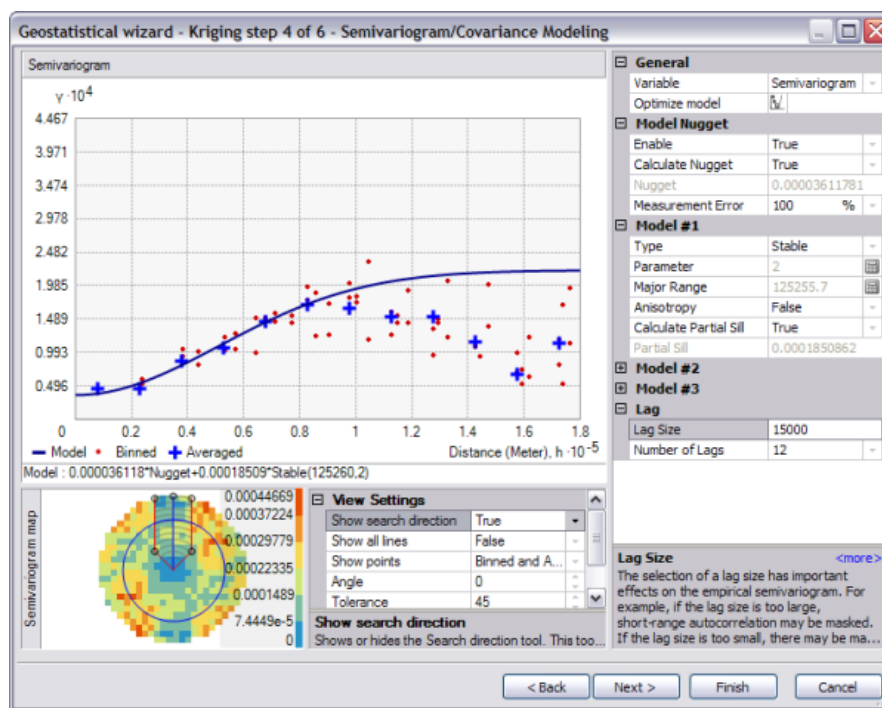 Geostatistical wizard - Kriging step 4 of 6 - Semivariogram/Covariance Modeling
Semivariogram
γ·10⁴
4.467
3.971
3.474
2.978
2.482
1.985
1.489
0.993
0.496
0 0.2 0.4 0.6 0.8 1 1.2 1.4 1.6 1.8
Model Binned Averaged Distance (Meter), h·10⁻⁵
Model : 0.000036118*Nugget+0.00018509*Stable(125260,2)
General
Variable Semivariogram
Optimize model
Model Nugget
Enable True
Calculate Nugget True
Nugget 0.00003611781
Measurement Error 100 %
Model #1
Type Stable
Parameter 2
Major Range 125255.7
Anisotropy False
Calculate Partial Sill True
Partial Sill 0.0001850862
Model #2
Model #3
Lag
Lag Size 15000
Number of Lags 12
Semivariogram map
0.00044669
0.00037224
0.00029779
0.00022335
0.0001489
7.4449e-5
0
View Settings
Show search direction True
Show all lines False
Show points Binned and A...
Angle 0
Tolerance 45
Show search direction
Shows or hides the Search direction tool. This too...
Lag Size <more>
The selection of a lag size has important
effects on the empirical semivariogram. For
example, if the lag size is too large,
short-range autocorrelation may be masked.
If the lag size is too small, there may be ma...
< Back Next > Finish Cancel